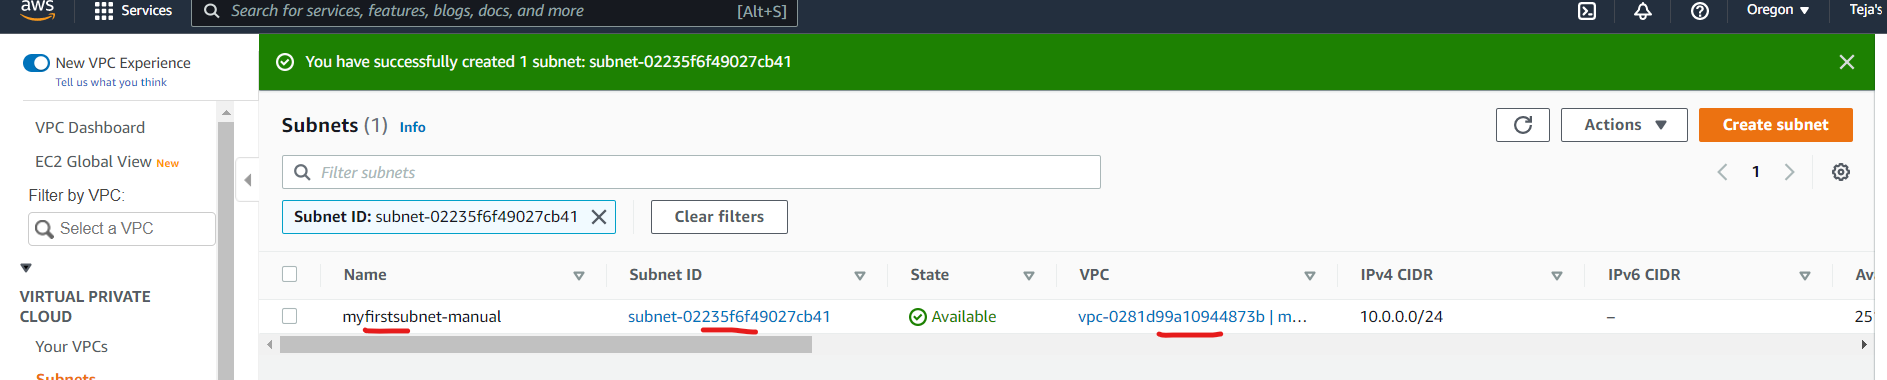 aws
Services
Search for services, features, blogs, docs, and more
[Alt+S]
Oregon
Teja's
New VPC Experience
Tell us what you think
You have successfully created 1 subnet: subnet-02235f6f49027cb41
VPC Dashboard
EC2 Global View New
Filter by VPC:
Select a VPC
VIRTUAL PRIVATE
CLOUD
Your VPCs
Subnets
Subnets (1) Info
Actions
Create subnet
Filter subnets
1
Subnet ID: subnet-02235f6f49027cb41
Clear filters
Name Subnet ID State VPC IPv4 CIDR IPv6 CIDR Av
myfirstsubnet-manual subnet-02235f6f49027cb41 Available vpc-0281d99a10944873b | m… 10.0.0.0/24 – 25